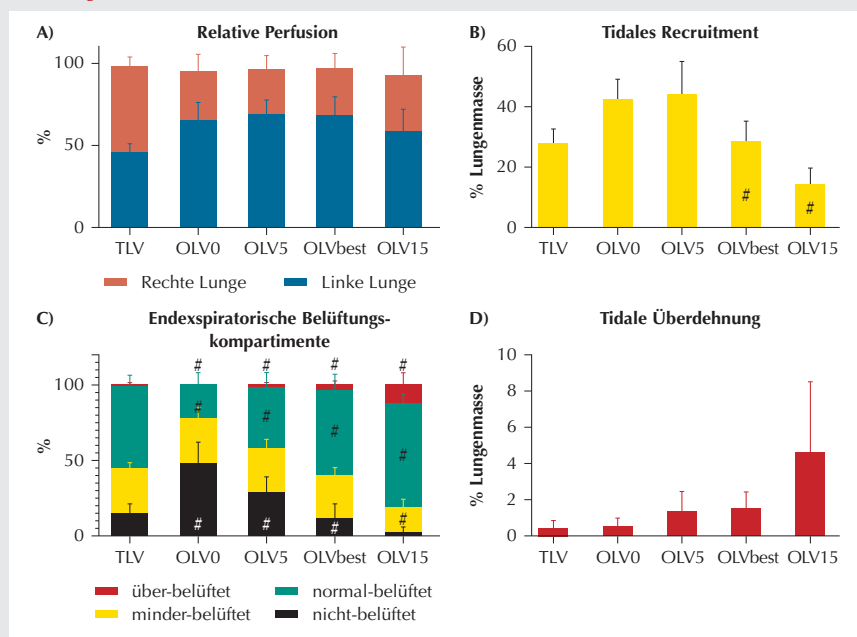 A) Relative Perfusion
100
50
0
%
TLV OLV0 OLV5 OLVbest OLV15
Rechte Lunge Linke Lunge
B) Tidales Recruitment
60
40
20
0
% Lungenmasse
# #
TLV OLV0 OLV5 OLVbest OLV15
C) Endexspiratorische Belüftungs-
kompartimente
100
50
0
%
# # # #
# # # #
# # # #
TLV OLV0 OLV5 OLVbest OLV15
über-belüftet normal-belüftet
minder-belüftet nicht-belüftet
D) Tidale Überdehnung
10
8
6
4
2
0
% Lungenmasse
TLV OLV0 OLV5 OLVbest OLV15